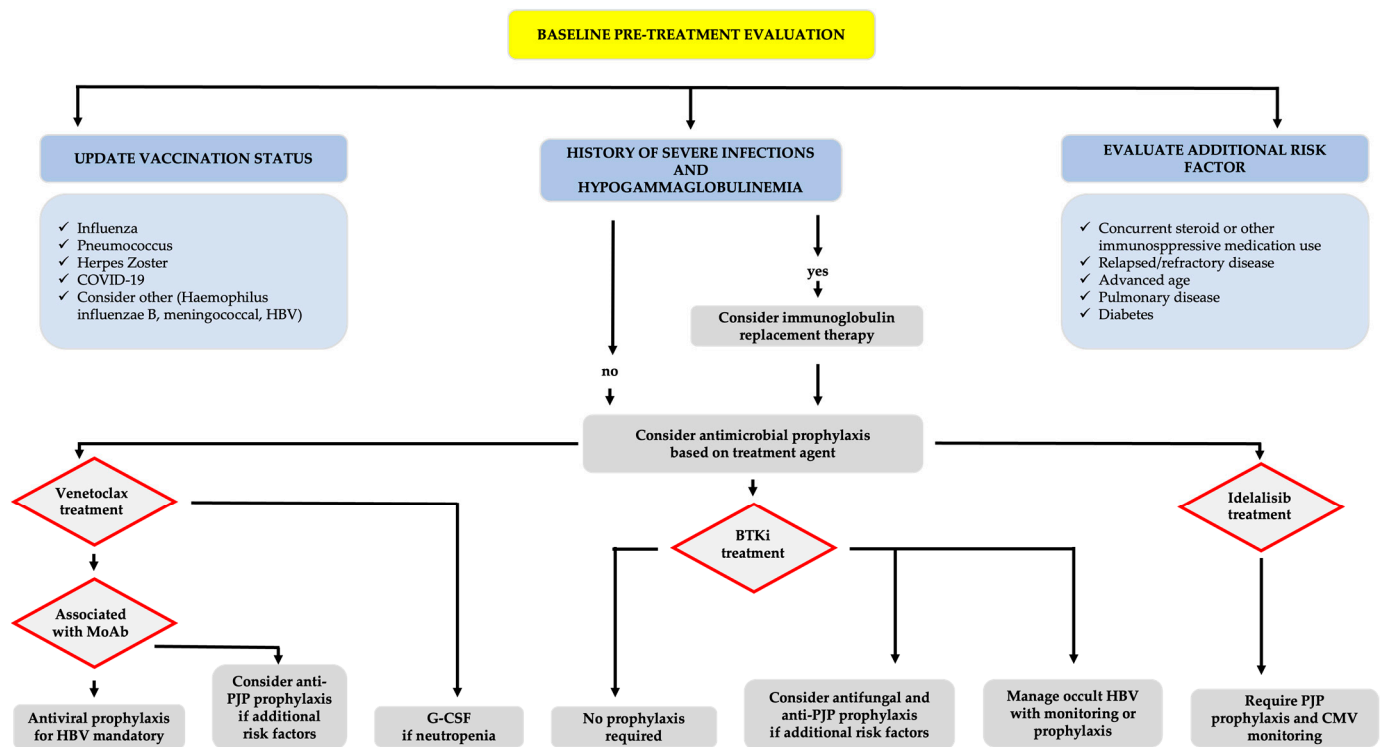 BASELINE PRE-TREATMENT EVALUATION
UPDATE VACCINATION STATUS
✓ Influenza
✓ Pneumococcus
✓ Herpes Zoster
✓ COVID-19
✓ Consider other (Haemophilus
influenzae B, meningococcal, HBV)
HISTORY OF SEVERE INFECTIONS
AND
HYPOGAMMAGLOBULINEMIA
EVALUATE ADDITIONAL RISK
FACTOR
✓ Concurrent steroid or other
immunosppressive medication use
✓ Relapsed/refractory disease
✓ Advanced age
✓ Pulmonary disease
✓ Diabetes
yes
Consider immunoglobulin
replacement therapy
no
Consider antimicrobial prophylaxis
based on treatment agent
Venetoclax
treatment
BTKi
treatment
Idelalisib
treatment
Associated
with MoAb
Antiviral prophylaxis
for HBV mandatory
Consider anti-
PJP prophylaxis
if additional
risk factors
G-CSF
if neutropenia
No prophylaxis
required
Consider antifungal and
anti-PJP prophylaxis
if additional risk factors
Manage occult HBV
with monitoring or
prophylaxis
Require PJP
prophylaxis and CMV
monitoring